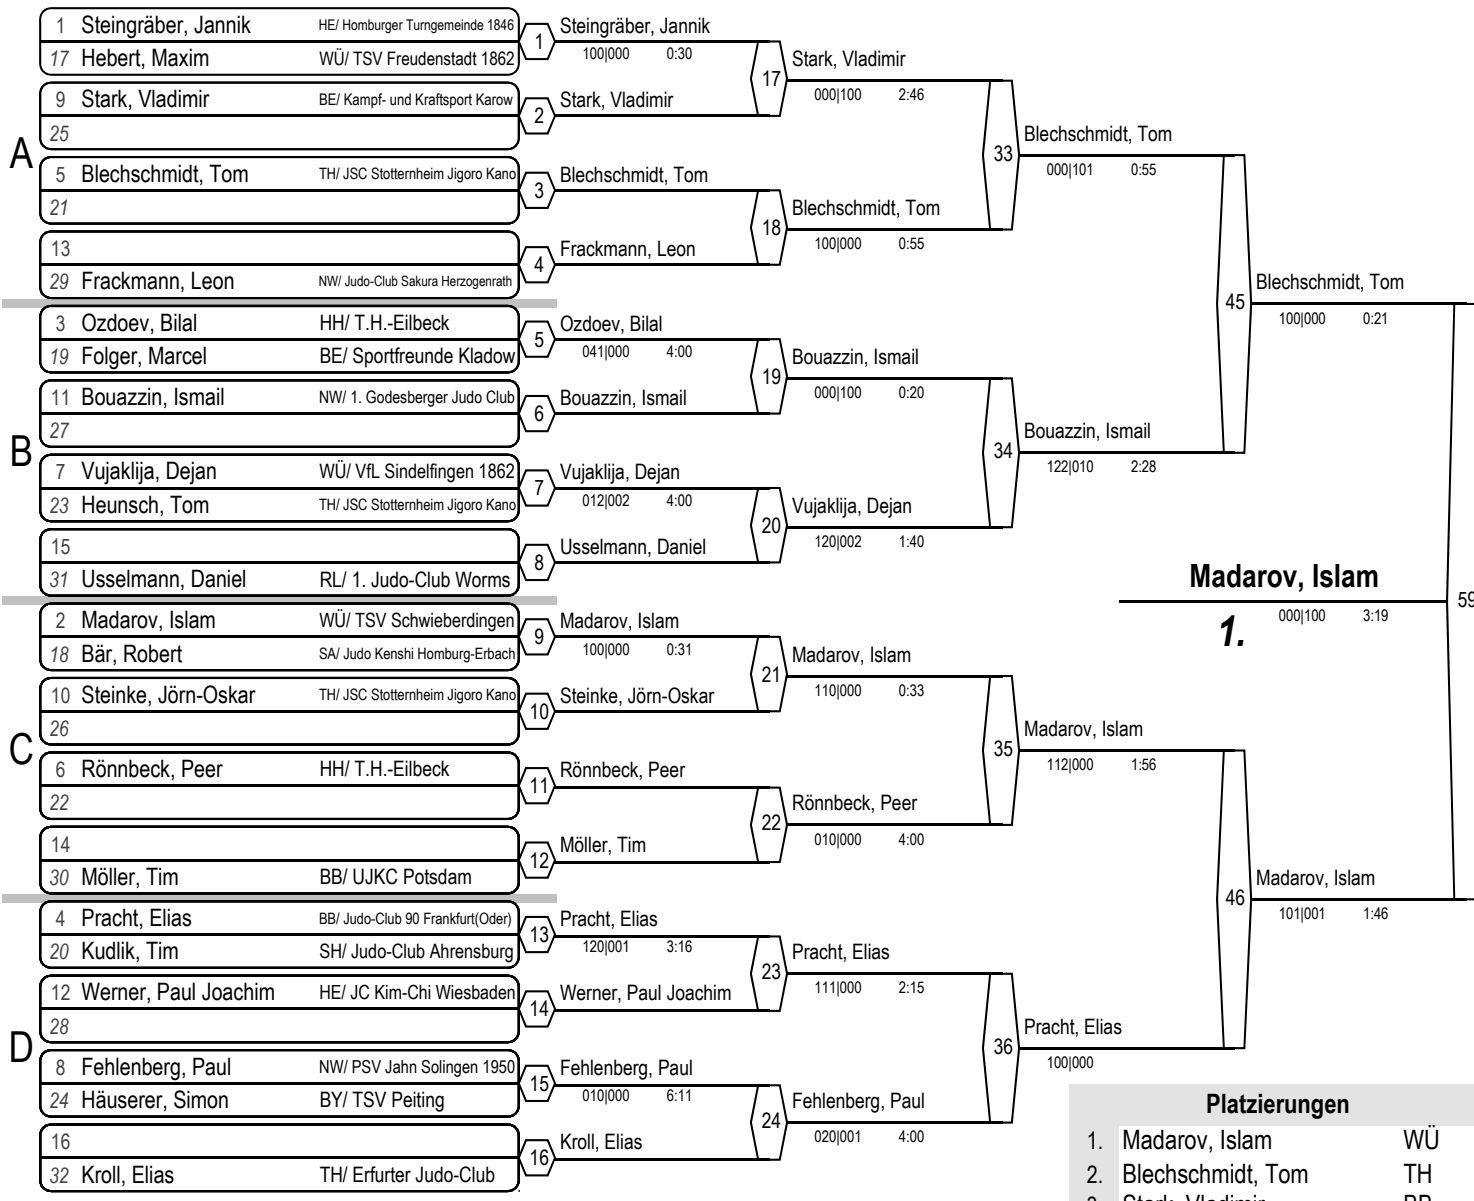 1 Steingräber, Jannik HE/ Homburger Turngemeinde 1846
17 Hebert, Maxim WÜ/ TSV Freudenstadt 1862
1
Steingräber, Jannik
100|000 0:30
9 Stark, Vladimir BE/ Kampf- und Kraftsport Karow
25
2
Stark, Vladimir
17
Stark, Vladimir
000|100 2:46
A
5 Blechschmidt, Tom TH/ JSC Stotternheim Jigoro Kano
21
3
Blechschmidt, Tom
13
29 Frackmann, Leon NW/ Judo-Club Sakura Herzogenrath
4
Frackmann, Leon
18
Blechschmidt, Tom
100|000 0:55
33
Blechschmidt, Tom
000|101 0:55
3 Ozdoev, Bilal HH/ T.H.-Eilbeck
19 Folger, Marcel BE/ Sportfreunde Kladow
5
Ozdoev, Bilal
041|000 4:00
11 Bouazzin, Ismail NW/ 1. Godesberger Judo Club
27
6
Bouazzin, Ismail
19
Bouazzin, Ismail
000|100 0:20
B
7 Vujaklija, Dejan WÜ/ VfL Sindelfingen 1862
23 Heunsch, Tom TH/ JSC Stotternheim Jigoro Kano
7
Vujaklija, Dejan
012|002 4:00
15
31 Usselmann, Daniel RL/ 1. Judo-Club Worms
8
Usselmann, Daniel
20
Vujaklija, Dejan
120|002 1:40
34
Bouazzin, Ismail
122|010 2:28
45
Blechschmidt, Tom
100|000 0:21
2 Madarov, Islam WÜ/ TSV Schwieberdingen
18 Bär, Robert SA/ Judo Kenshi Homburg-Erbach
9
Madarov, Islam
100|000 0:31
10 Steinke, Jörn-Oskar TH/ JSC Stotternheim Jigoro Kano
26
10
Steinke, Jörn-Oskar
21
Madarov, Islam
110|000 0:33
C
6 Rönnbeck, Peer HH/ T.H.-Eilbeck
22
11
Rönnbeck, Peer
14
30 Möller, Tim BB/ UJKC Potsdam
12
Möller, Tim
22
Rönnbeck, Peer
010|000 4:00
35
Madarov, Islam
112|000 1:56
4 Pracht, Elias BB/ Judo-Club 90 Frankfurt(Oder)
20 Kudlik, Tim SH/ Judo-Club Ahrensburg
13
Pracht, Elias
120|001 3:16
12 Werner, Paul Joachim HE/ JC Kim-Chi Wiesbaden
28
14
Werner, Paul Joachim
23
Pracht, Elias
111|000 2:15
D
8 Fehlenberg, Paul NW/ PSV Jahn Solingen 1950
24 Häuserer, Simon BY/ TSV Peiting
15
Fehlenberg, Paul
010|000 6:11
16
32 Kroll, Elias TH/ Erfurter Judo-Club
16
Kroll, Elias
24
Fehlenberg, Paul
020|001 4:00
36
Pracht, Elias
100|000
46
Madarov, Islam
101|001 1:46
59
Madarov, Islam
1. 000|100 3:19
Platzierungen
1. Madarov, Islam WÜ
2. Blechschmidt, Tom TH